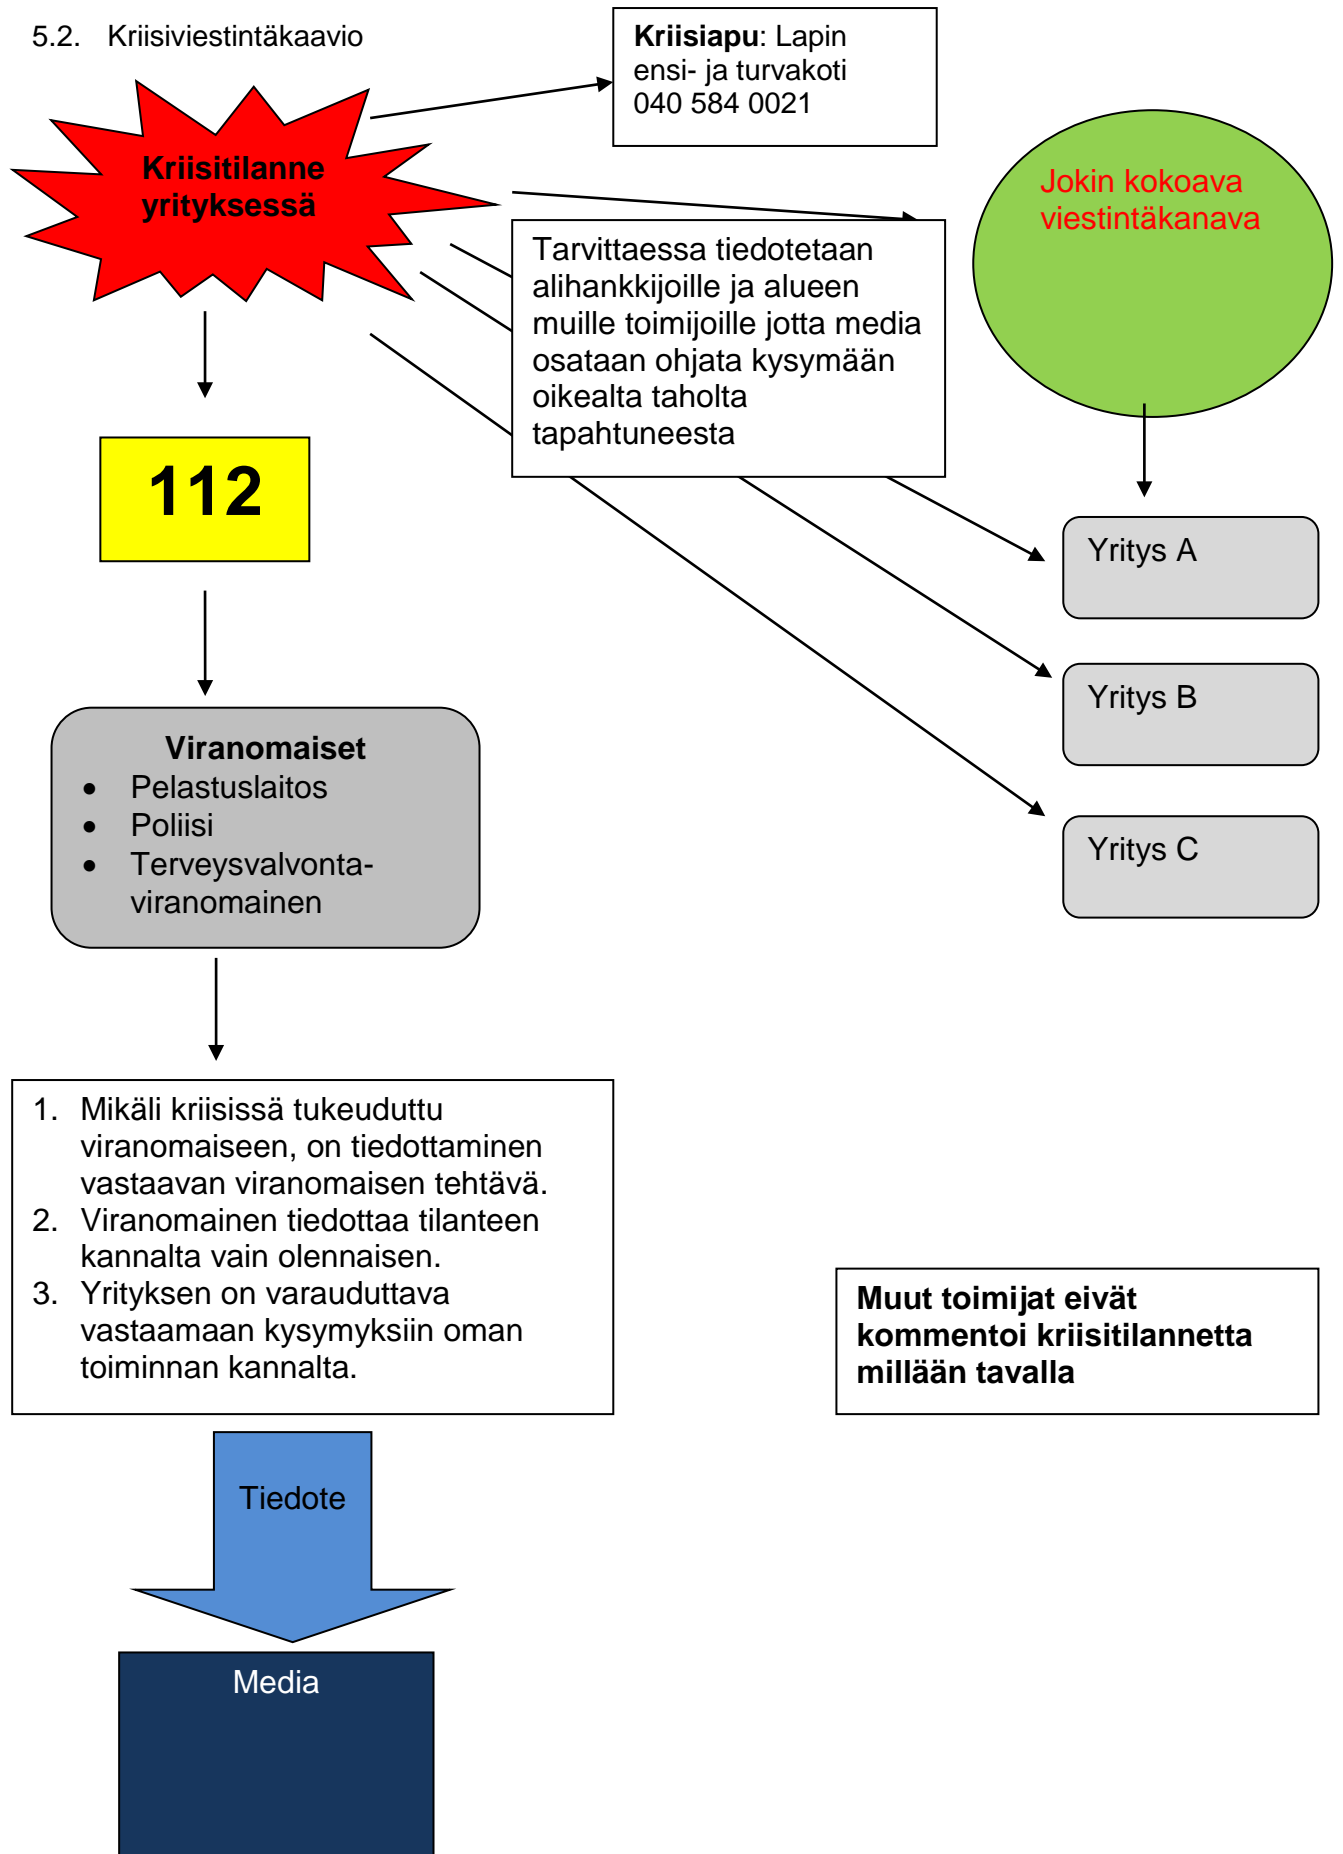 5.2. Kriisiviestintäkaavio
Kriisiapu: Lapin
ensi- ja turvakoti
040 584 0021
Kriisitilanne
yrityksessä
Jokin kokoava
viestintäkanava
Tarvittaessa tiedotetaan
alihankkijoille ja alueen
muille toimijoille jotta media
osataan ohjata kysymään
oikealta taholta
tapahtuneesta
112
Yritys A
Yritys B
Yritys C
Viranomaiset
• Pelastuslaitos
• Poliisi
• Terveysvalvonta-
viranomainen
1. Mikäli kriisissä tukeuduttu
viranomaiseen, on tiedottaminen
vastaavan viranomaisen tehtävä.
2. Viranomainen tiedottaa tilanteen
kannalta vain olennaisen.
3. Yrityksen on varauduttava
vastaamaan kysymyksiin oman
toiminnan kannalta.
Muut toimijat eivät
kommentoi kriisitilannetta
millään tavalla
Tiedote
Media